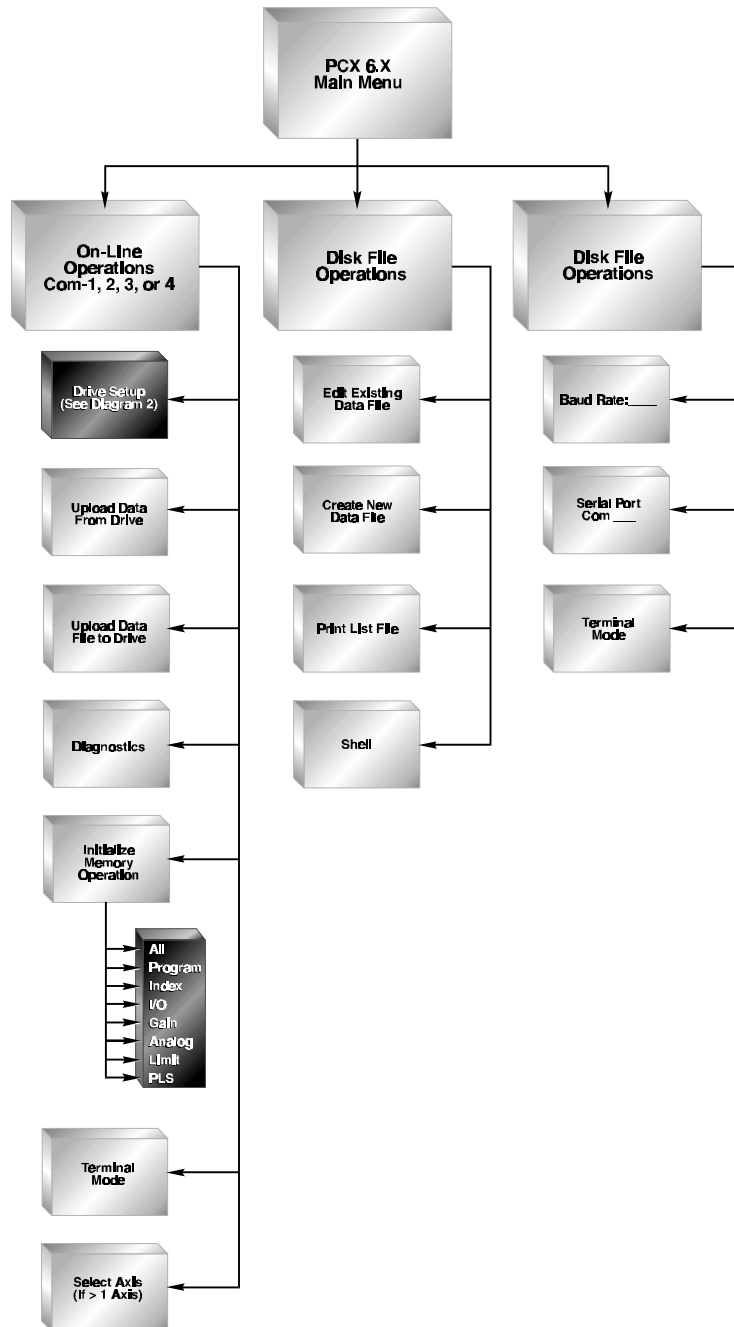 PCX 6.X
Main Menu
On-Line
Operations
Com-1, 2, 3, or 4
Disk File
Operations
Disk File
Operations
Drive Setup
(See Diagram 2)
Edit Existing
Data File
Baud Rate:____
Upload Data
From Drive
Create New
Data File
Serial Port
Com ___
Upload Data
File to Drive
Print List File
Terminal
Mode
Diagnostics
Shell
Initialize
Memory
Operation
All
Program
Index
I/O
Gain
Analog
Limit
PLS
Terminal
Mode
Select Axis
(If > 1 Axis)